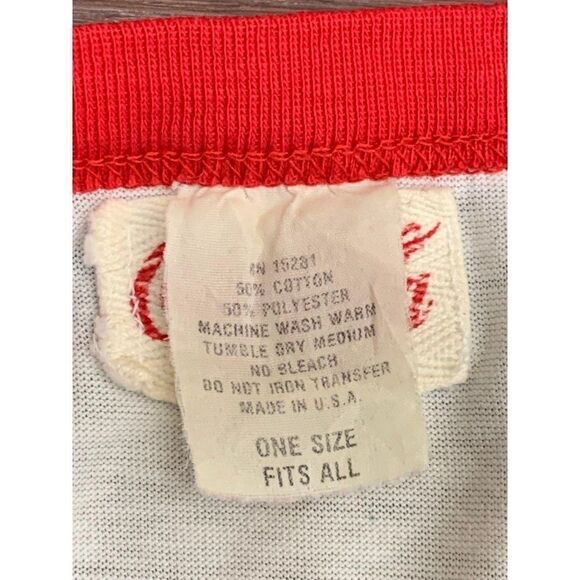 RN 15281
50% COTTON
50% POLYESTER
MACHINE WASH WARM
TUMBLE DRY MEDIUM
NO BLEACH
DO NOT IRON TRANSFER
MADE IN U.S.A.
ONE SIZE
FITS ALL